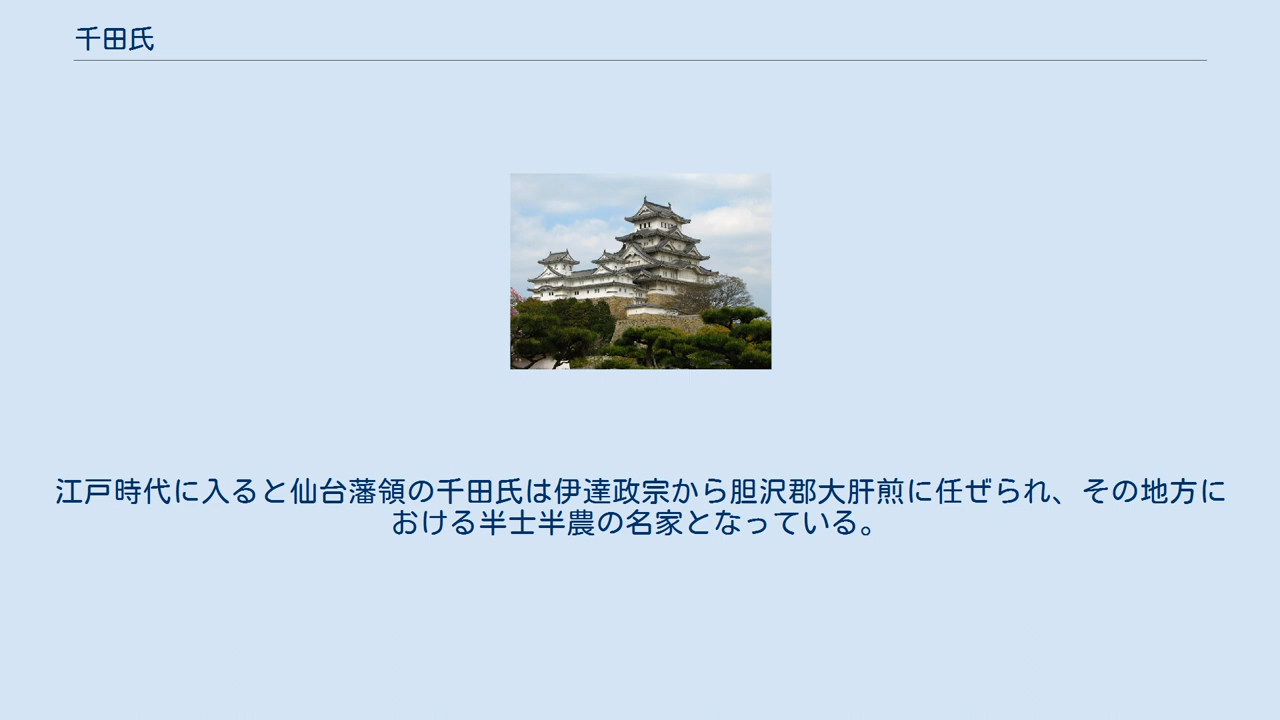 千田氏
江戸時代に入ると仙台藩領の千田氏は伊達政宗から胆沢郡大肝煎に任ぜられ、その地方に
おける半士半農の名家となっている。